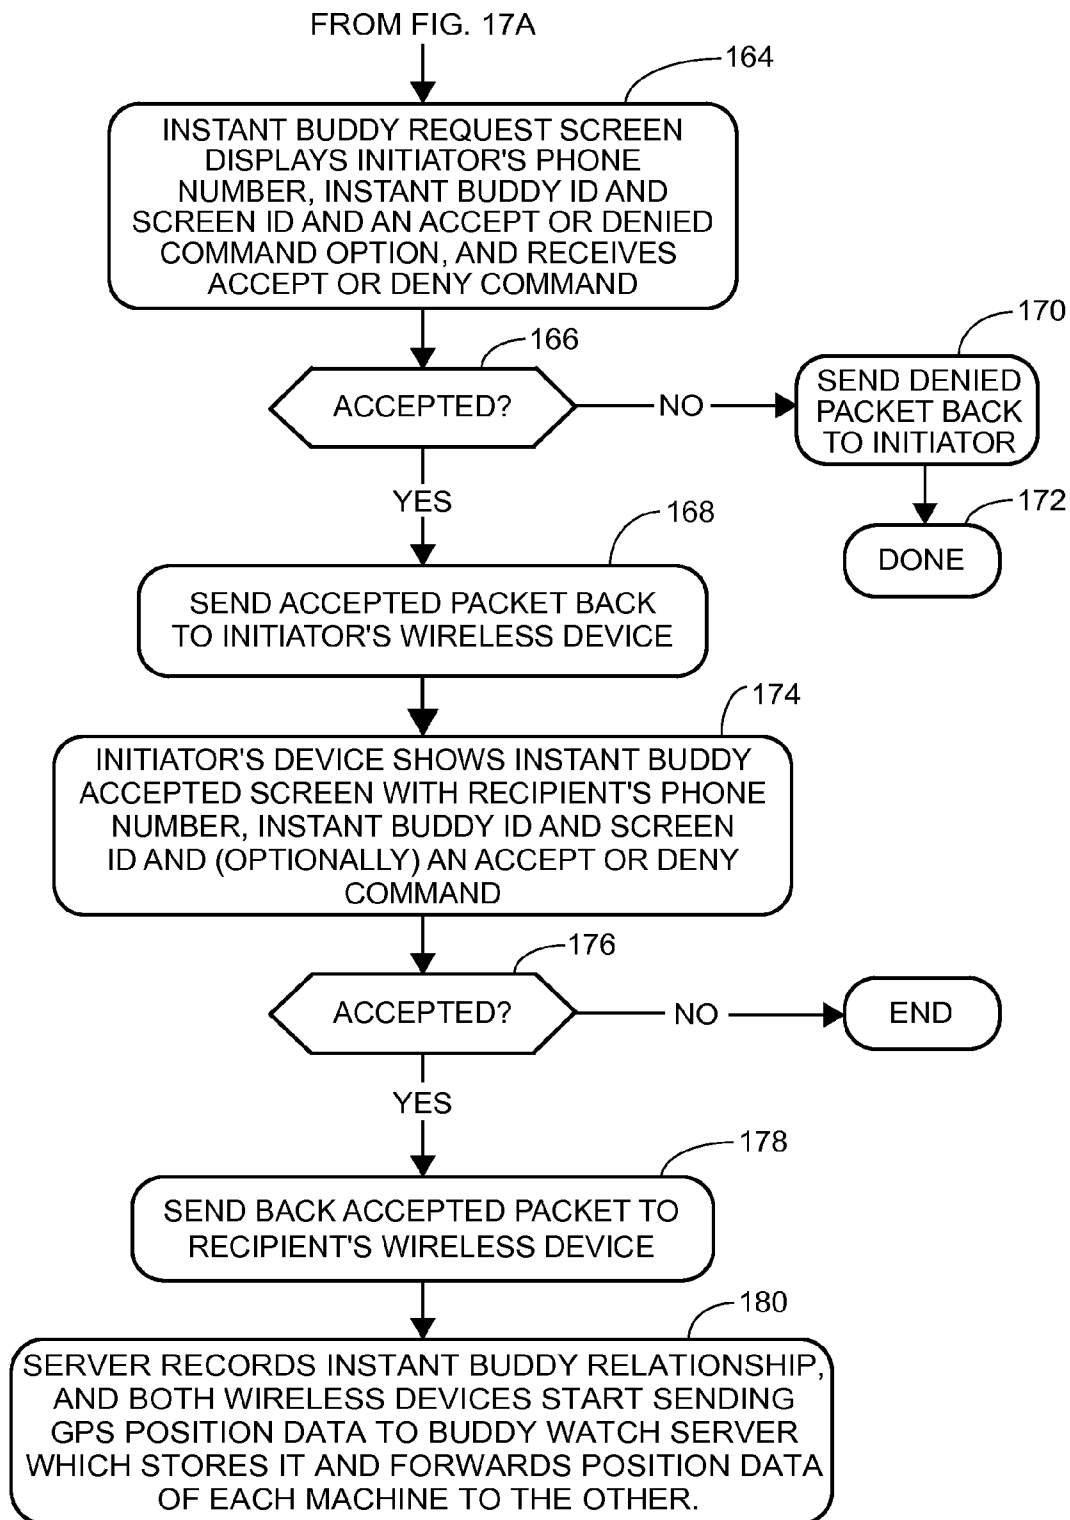 FROM FIG. 17A
164
INSTANT BUDDY REQUEST SCREEN
DISPLAYS INITIATOR'S PHONE
NUMBER, INSTANT BUDDY ID AND
SCREEN ID AND AN ACCEPT OR DENIED
COMMAND OPTION, AND RECEIVES
ACCEPT OR DENY COMMAND
166
ACCEPTED?
NO
170
SEND DENIED
PACKET BACK
TO INITIATOR
172
DONE
YES
168
SEND ACCEPTED PACKET BACK
TO INITIATOR'S WIRELESS DEVICE
174
INITIATOR'S DEVICE SHOWS INSTANT BUDDY
ACCEPTED SCREEN WITH RECIPIENT'S PHONE
NUMBER, INSTANT BUDDY ID AND SCREEN
ID AND (OPTIONALLY) AN ACCEPT OR DENY
COMMAND
176
ACCEPTED?
NO
END
YES
178
SEND BACK ACCEPTED PACKET TO
RECIPIENT'S WIRELESS DEVICE
180
SERVER RECORDS INSTANT BUDDY RELATIONSHIP,
AND BOTH WIRELESS DEVICES START SENDING
GPS POSITION DATA TO BUDDY WATCH SERVER
WHICH STORES IT AND FORWARDS POSITION DATA
OF EACH MACHINE TO THE OTHER.